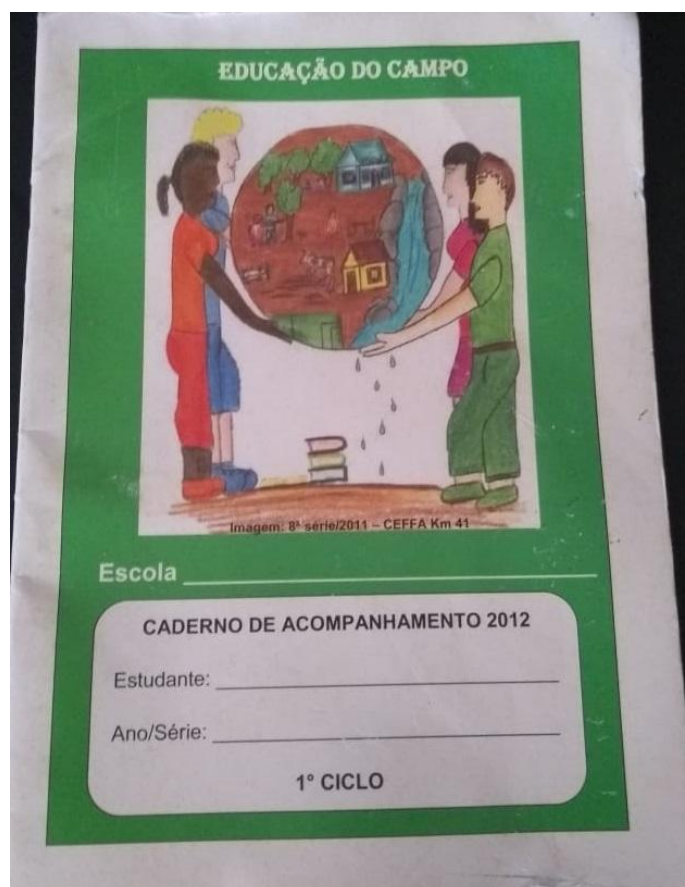 EDUCAÇÃO DO CAMPO
Imagem: 8ª série/2011 – CEFFA Km 41
Escola
CADERNO DE ACOMPANHAMENTO 2012
Estudante:
Ano/Série:
1º CICLO